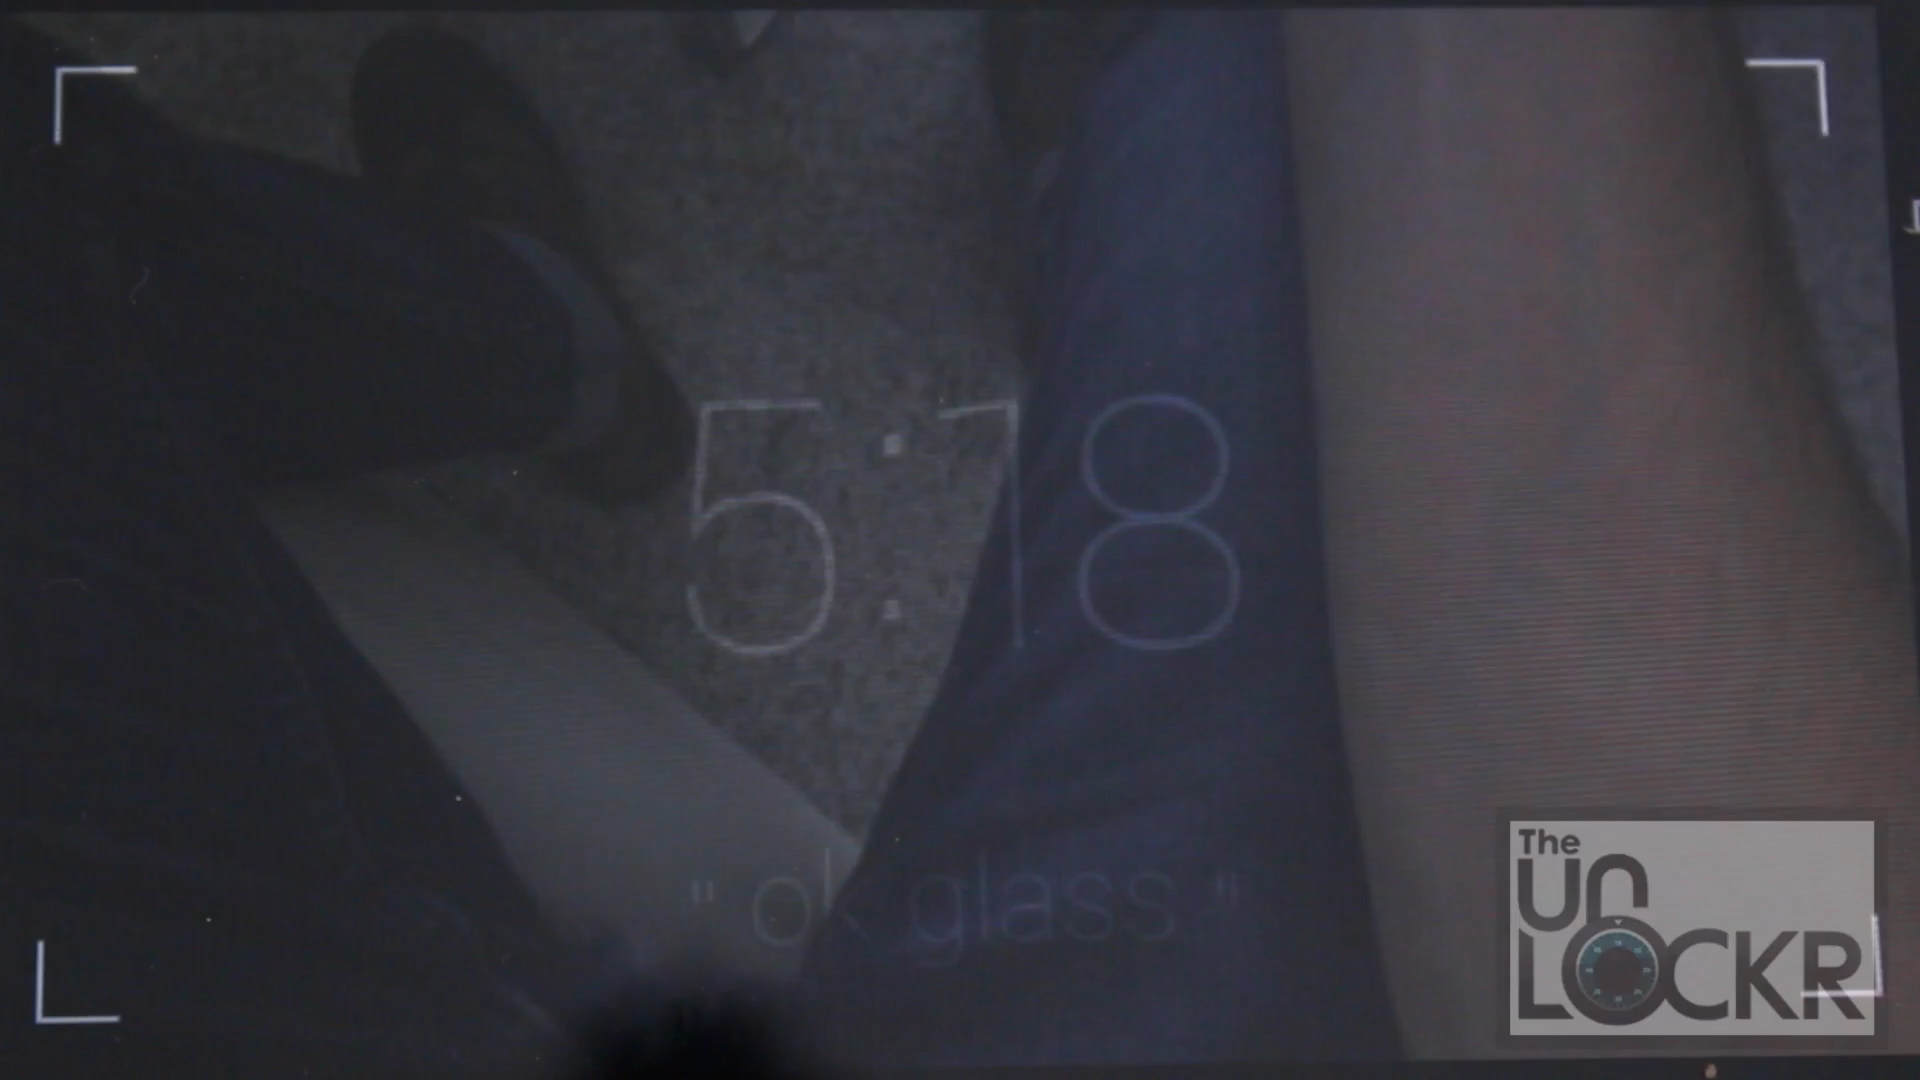 5:18
" ok glass "
The
UN
LOCKR